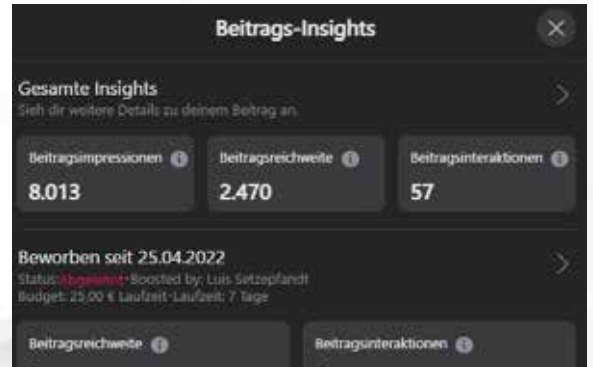 Beitrags-Insights
Gesamte Insights
Sieh dir weitere Details zu deinem Beitrag an.
Beitragsimpressionen Beitragsreichweite Beitragsinteraktionen
8.013 2.470 57
Beworben seit 25.04.2022
Status: Abgelehnt·Boosted by: Luis Setzepfandt
Budget: 25,00 € Laufzeit·Laufzeit: 7 Tage
Beitragsreichweite Beitragsinteraktionen